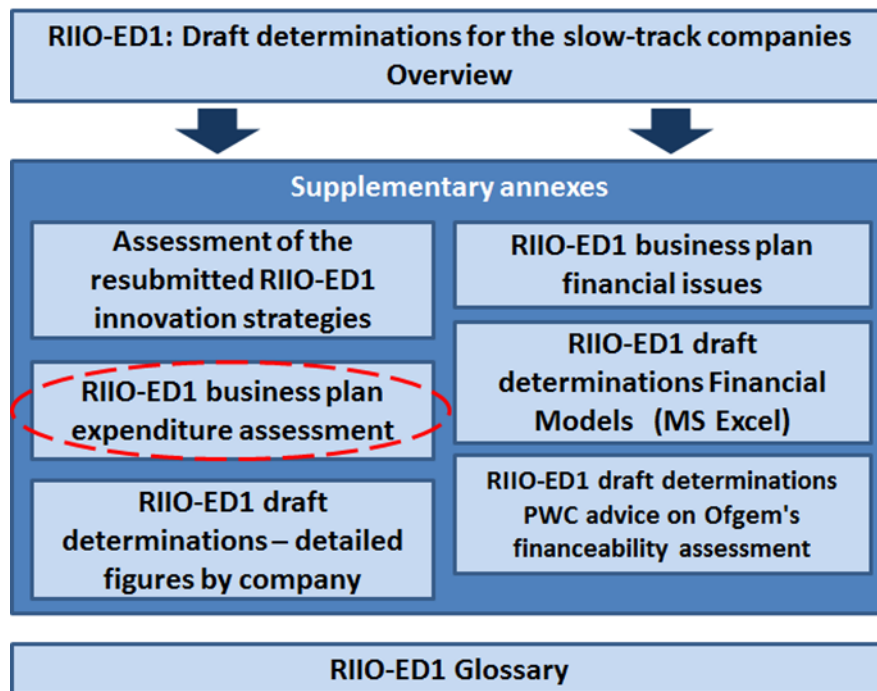 RIIO-ED1: Draft determinations for the slow-track companies
Overview
Supplementary annexes
Assessment of the
resubmitted RIIO-ED1
innovation strategies
RIIO-ED1 business plan
expenditure assessment
RIIO-ED1 draft
determinations – detailed
figures by company
RIIO-ED1 business plan
financial issues
RIIO-ED1 draft
determinations Financial
Models (MS Excel)
RIIO-ED1 draft determinations
PWC advice on Ofgem's
financeability assessment
RIIO-ED1 Glossary